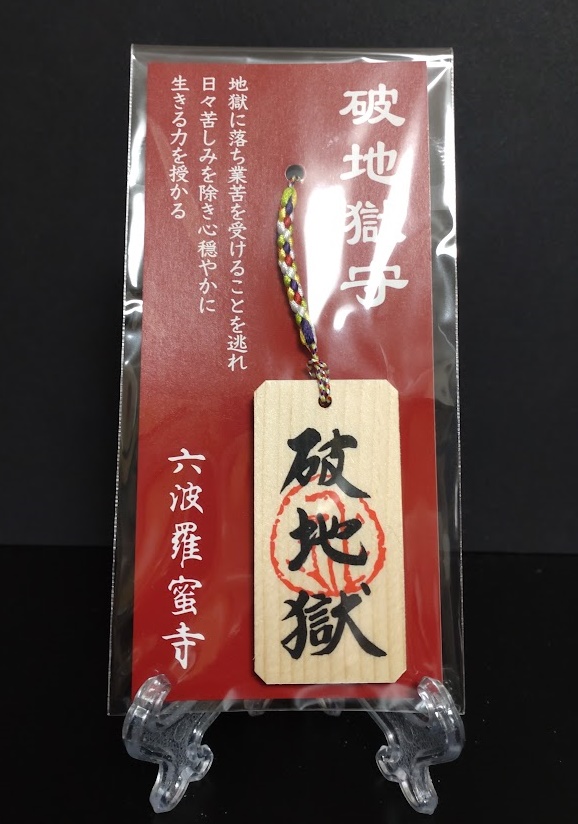 破地獄守
地獄に落ち業苦を受けることを逃れ
日々苦しみを除き心穏やかに
生きる力を授かる
破地獄
六波羅蜜寺